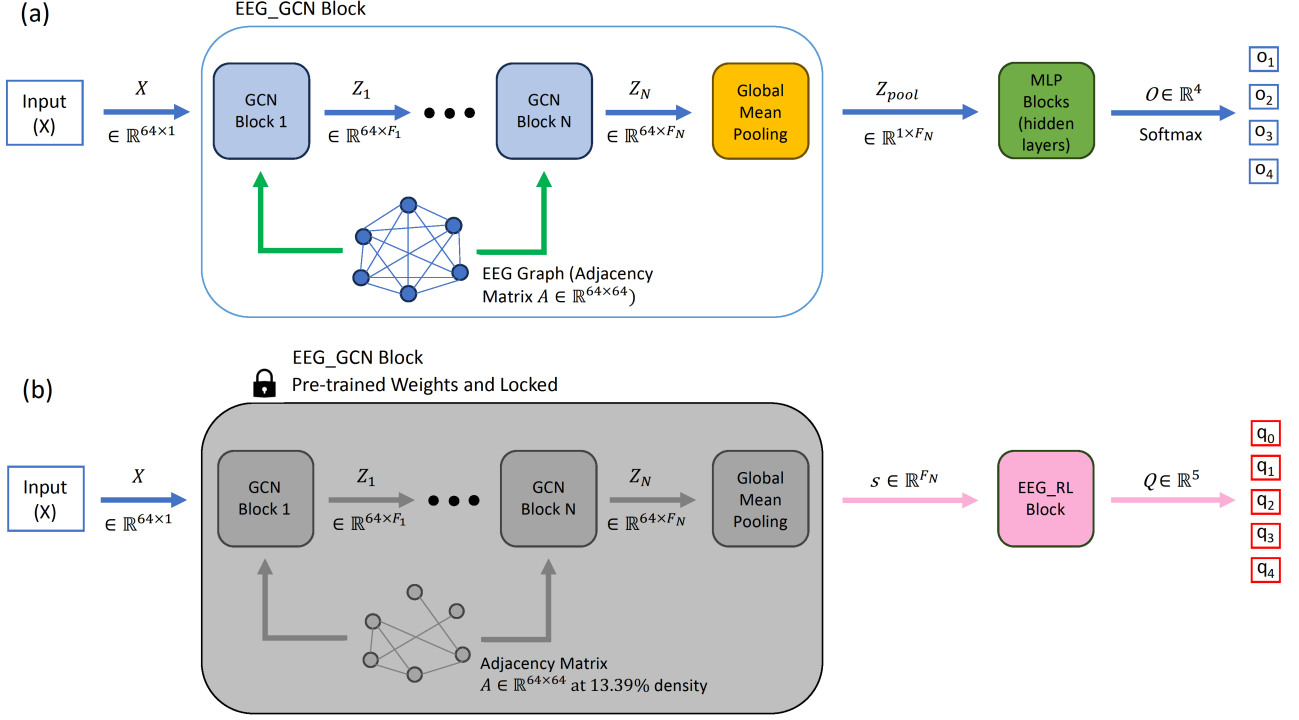 (a)
EEG_GCN Block
Input
(X)
X
∈ ℝ^{64×1}
GCN
Block 1
Z_1
∈ ℝ^{64×F_1}
GCN
Block N
Z_N
∈ ℝ^{64×F_N}
Global
Mean
Pooling
Z_{pool}
∈ ℝ^{1×F_N}
MLP
Blocks
(hidden
layers)
O ∈ ℝ^4
Softmax
o_1
o_2
o_3
o_4
EEG Graph (Adjacency
Matrix A ∈ ℝ^{64×64})
(b)
EEG_GCN Block
Pre-trained Weights and Locked
Input
(X)
X
∈ ℝ^{64×1}
GCN
Block 1
Z_1
∈ ℝ^{64×F_1}
GCN
Block N
Z_N
∈ ℝ^{64×F_N}
Global
Mean
Pooling
s ∈ ℝ^{F_N}
EEG_RL
Block
Q ∈ ℝ^5
q_0
q_1
q_2
q_3
q_4
Adjacency Matrix
A ∈ ℝ^{64×64} at 13.39% density